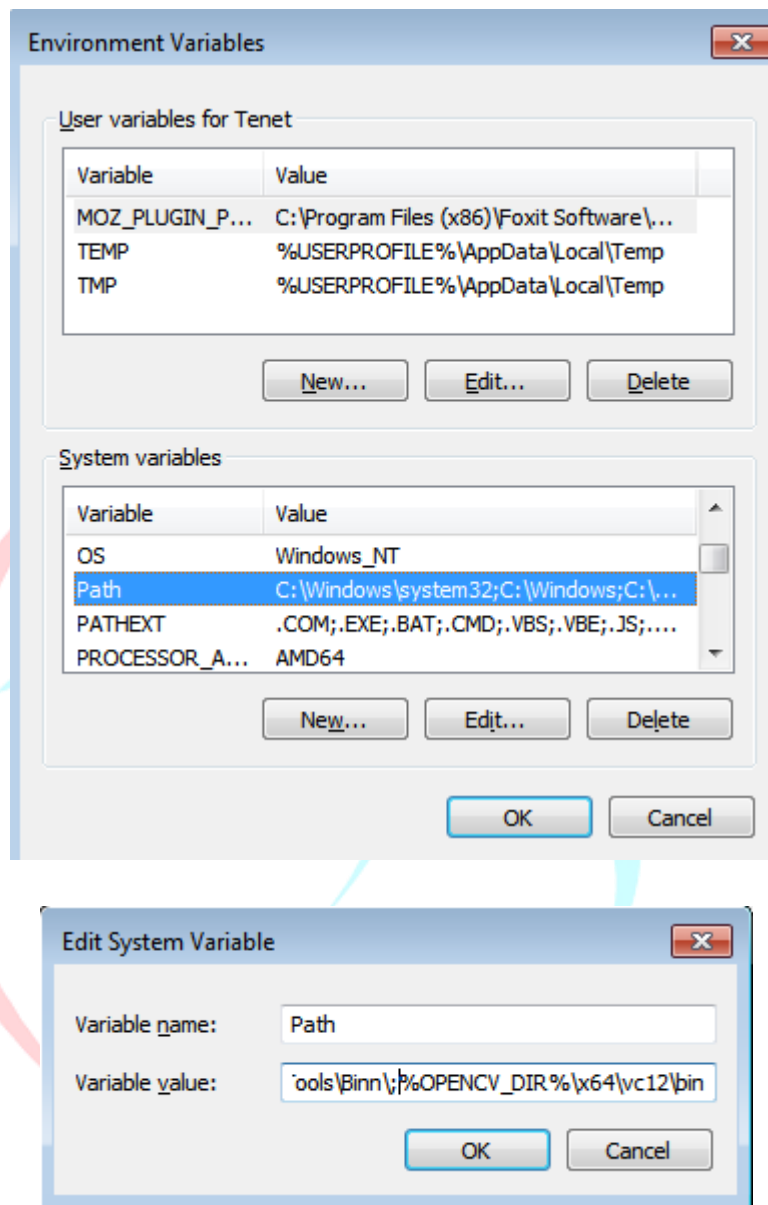 Environment Variables
User variables for Tenet
Variable Value
MOZ_PLUGIN_P... C:\Program Files (x86)\Foxit Software\...
TEMP %USERPROFILE%\AppData\Local\Temp
TMP %USERPROFILE%\AppData\Local\Temp
New... Edit... Delete
System variables
Variable Value
OS Windows_NT
Path C:\Windows\system32;C:\Windows;C:\...
PATHEXT .COM;.EXE;.BAT;.CMD;.VBS;.VBE;.JS;....
PROCESSOR_A... AMD64
New... Edit... Delete
OK Cancel
Edit System Variable
Variable name: Path
Variable value: ools\Binn\;%OPENCV_DIR%\x64\vc12\bin
OK Cancel